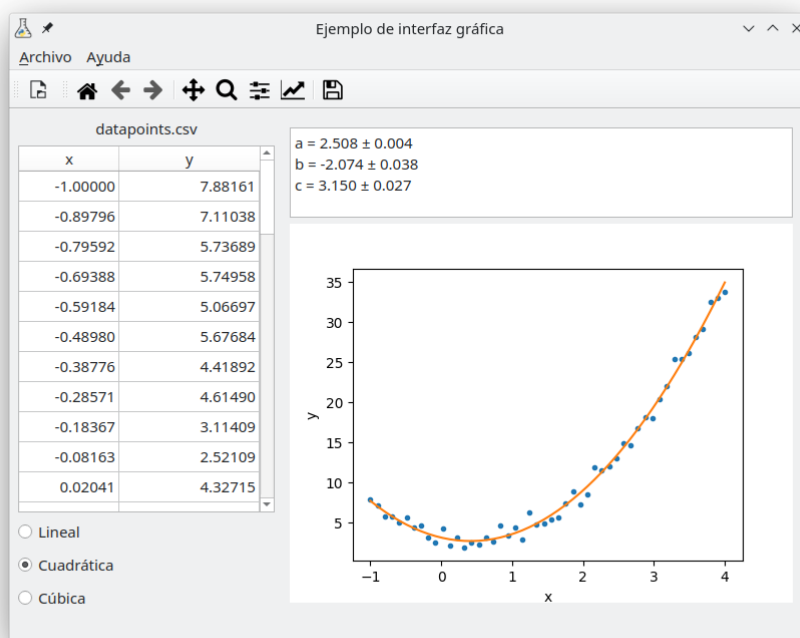 Ejemplo de interfaz gráfica
Archivo Ayuda
datapoints.csv
x y
-1.00000 7.88161
-0.89796 7.11038
-0.79592 5.73689
-0.69388 5.74958
-0.59184 5.06697
-0.48980 5.67684
-0.38776 4.41892
-0.28571 4.61490
-0.18367 3.11409
-0.08163 2.52109
0.02041 4.32715
Lineal
Cuadrática
Cúbica
a = 2.508 ± 0.004
b = -2.074 ± 0.038
c = 3.150 ± 0.027
35
30
25
20
15
10
5
y
−1 0 1 2 3 4
x